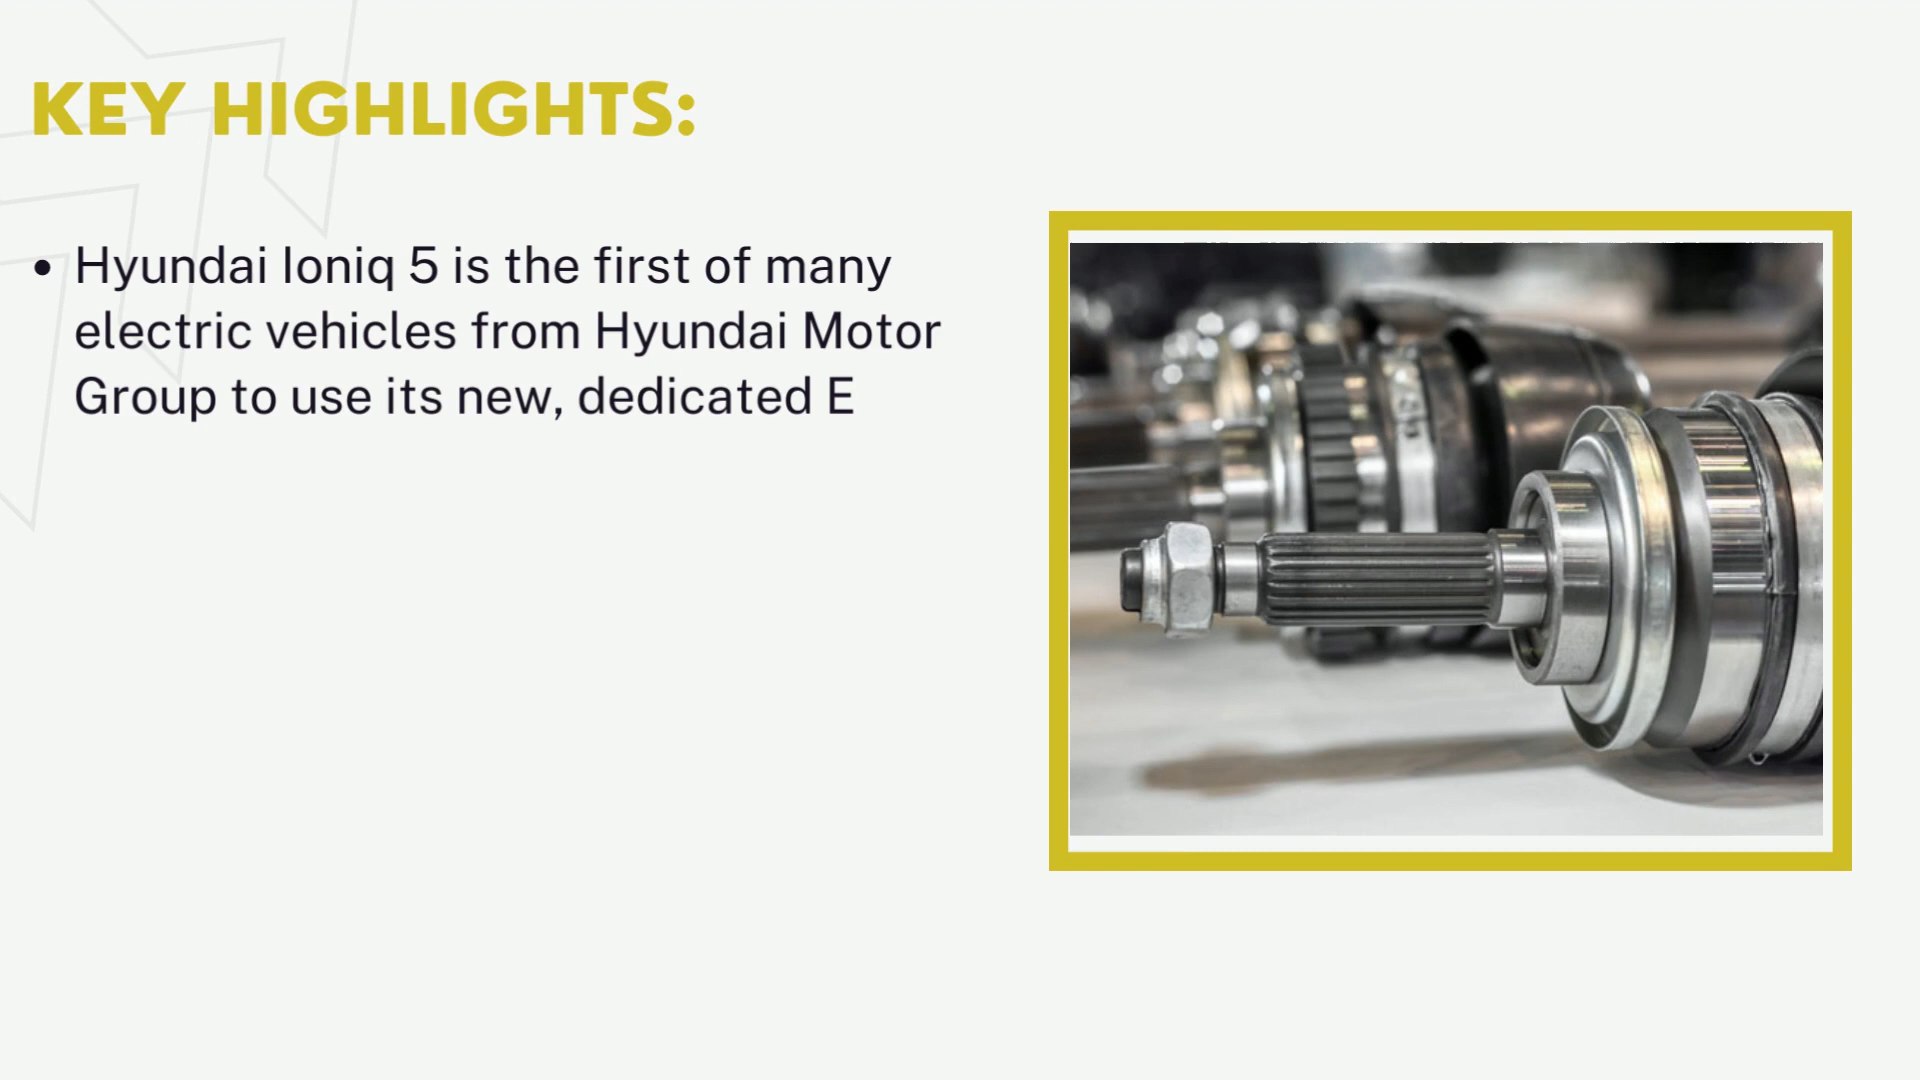 KEY HIGHLIGHTS:
• Hyundai Ioniq 5 is the first of many
electric vehicles from Hyundai Motor
Group to use its new, dedicated E